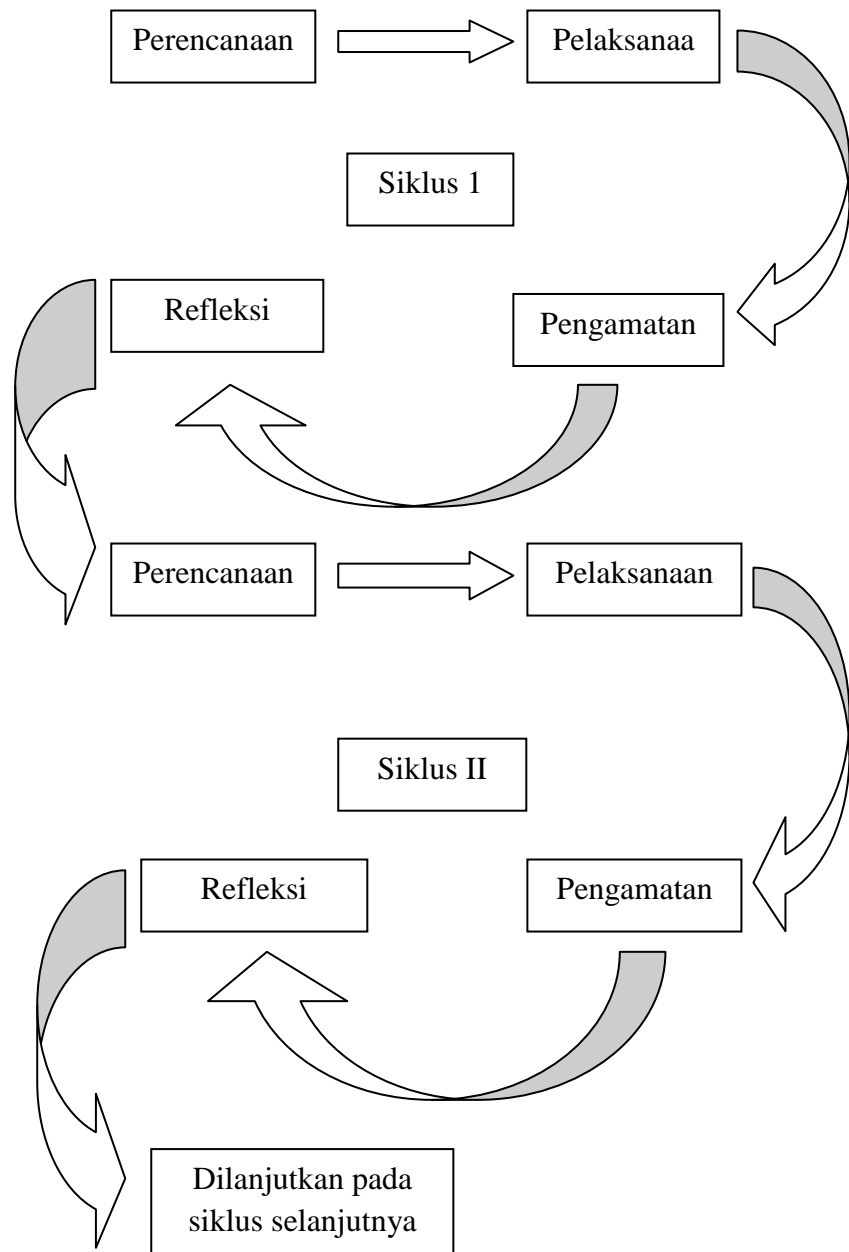 Perencanaan
Pelaksanaa
Siklus 1
Refleksi
Pengamatan
Perencanaan
Pelaksanaan
Siklus II
Refleksi
Pengamatan
Dilanjutkan pada
siklus selanjutnya